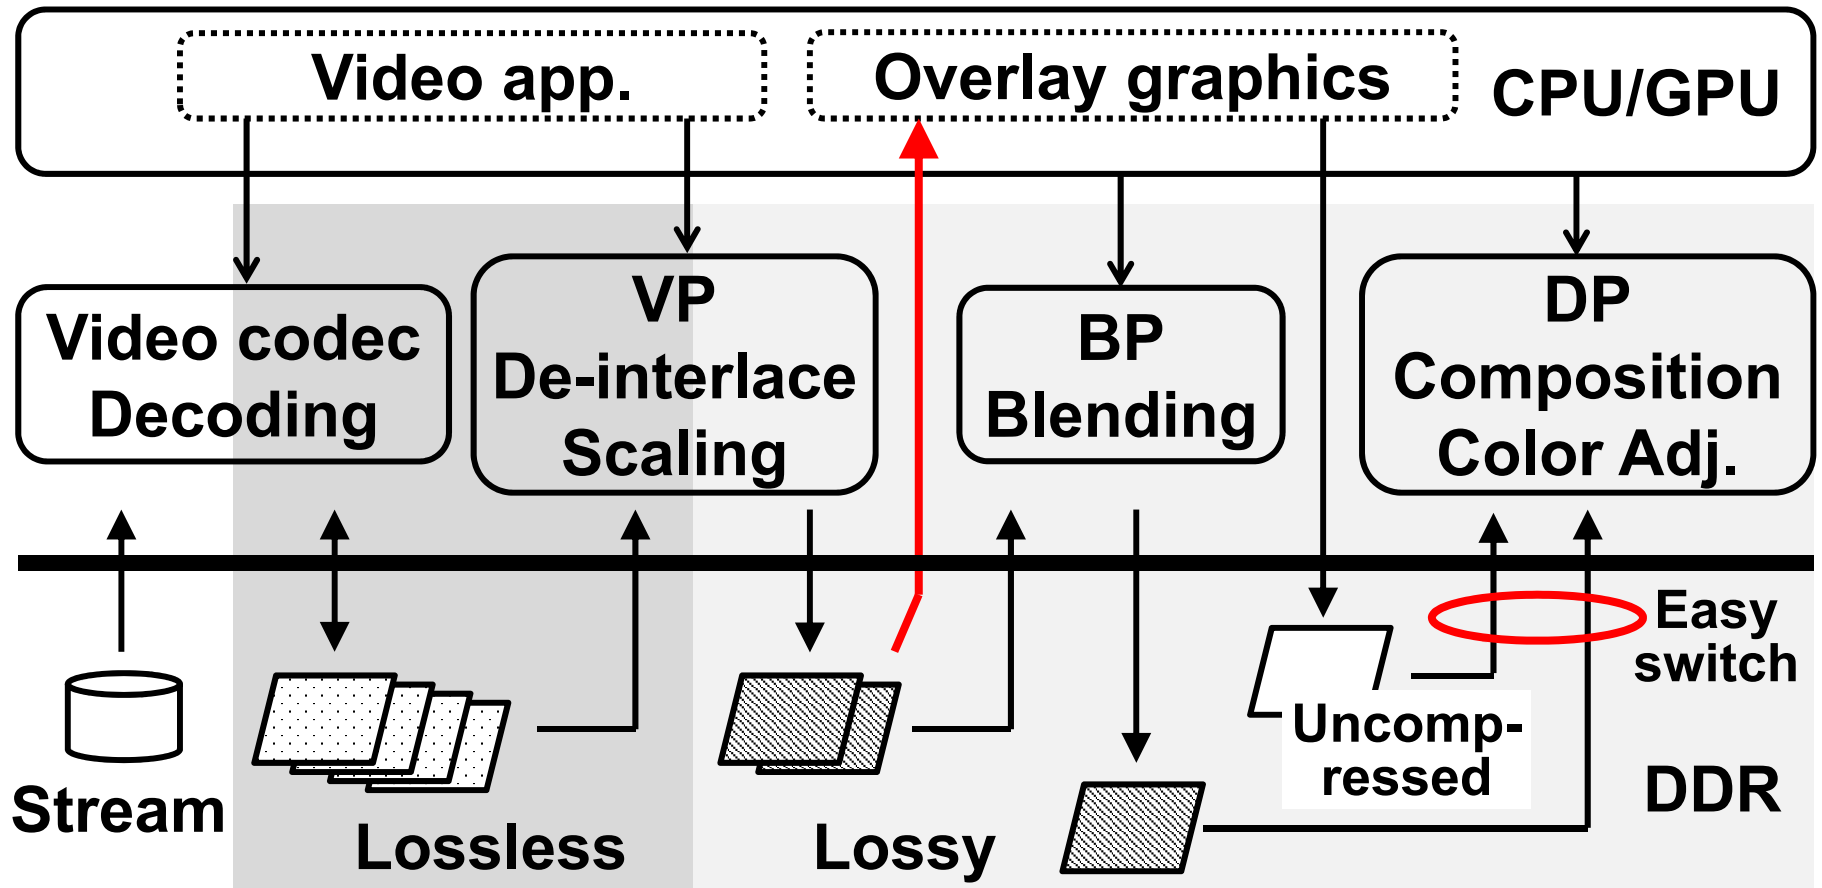 Video app.
Overlay graphics
CPU/GPU
Video codec
Decoding
VP
De-interlace
Scaling
BP
Blending
DP
Composition
Color Adj.
Easy
switch
Uncomp-
ressed
Stream
Lossless
Lossy
DDR